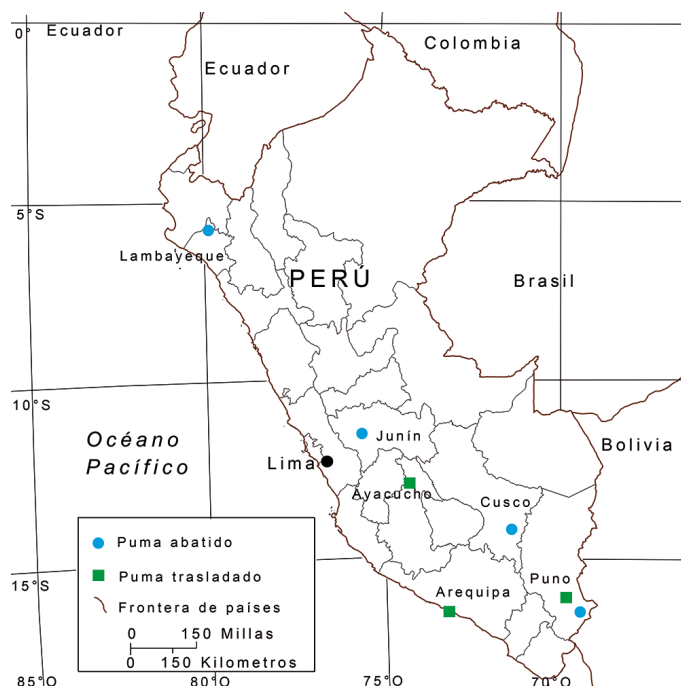 0°
Ecuador
Colombia
Ecuador
5°S
Lambayeque
PERÚ
Brasil
10°S
Océano
Pacífico
Junín
Bolivia
Lima
Ayacucho
Cusco
Puma abatido
Puma trasladado
Frontera de países
0 150 Millas
0 150 Kilometros
15°S
Arequipa
Puno
85°O
80°O
75°O
70°O